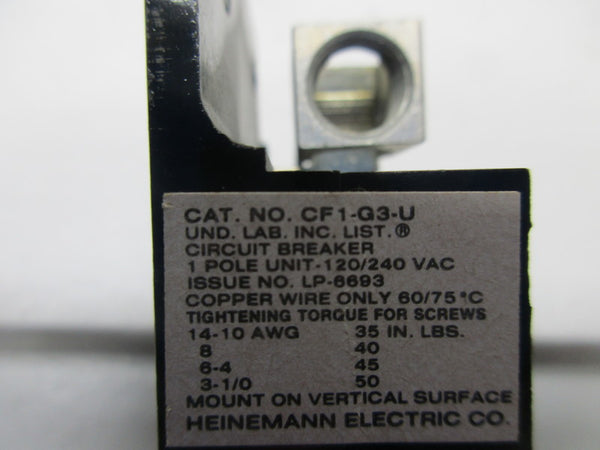 CAT. NO. CF1-G3-U
UND. LAB. INC. LIST.®
CIRCUIT BREAKER
1 POLE UNIT-120/240 VAC
ISSUE NO. LP-6693
COPPER WIRE ONLY 60/75°C
TIGHTENING TORQUE FOR SCREWS
14-10 AWG 35 IN. LBS.
8 40
6-4 45
3-1/0 50
MOUNT ON VERTICAL SURFACE
HEINEMANN ELECTRIC CO.